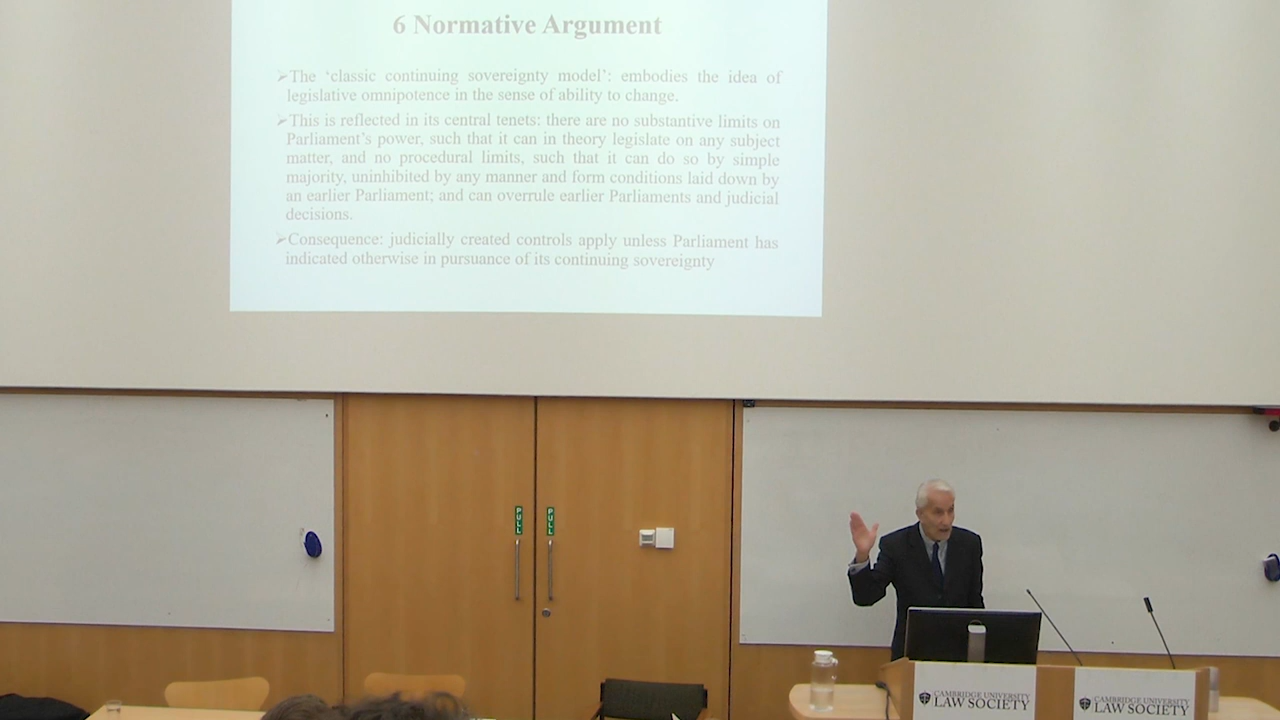 6 Normative Argument
➢The ‘classic continuing sovereignty model’: embodies the idea of
legislative omnipotence in the sense of ability to change.
➢This is reflected in its central tenets: there are no substantive limits on
Parliament’s power, such that it can in theory legislate on any subject
matter, and no procedural limits, such that it can do so by simple
majority, uninhibited by any manner and form conditions laid down by
an earlier Parliament; and can overrule earlier Parliaments and judicial
decisions.
➢Consequence: judicially created controls apply unless Parliament has
indicated otherwise in pursuance of its continuing sovereignty
PULL
PULL
CAMBRIDGE UNIVERSITY
LAW SOCIETY
CAMBRIDGE UNIVERSITY
LAW SOCIETY